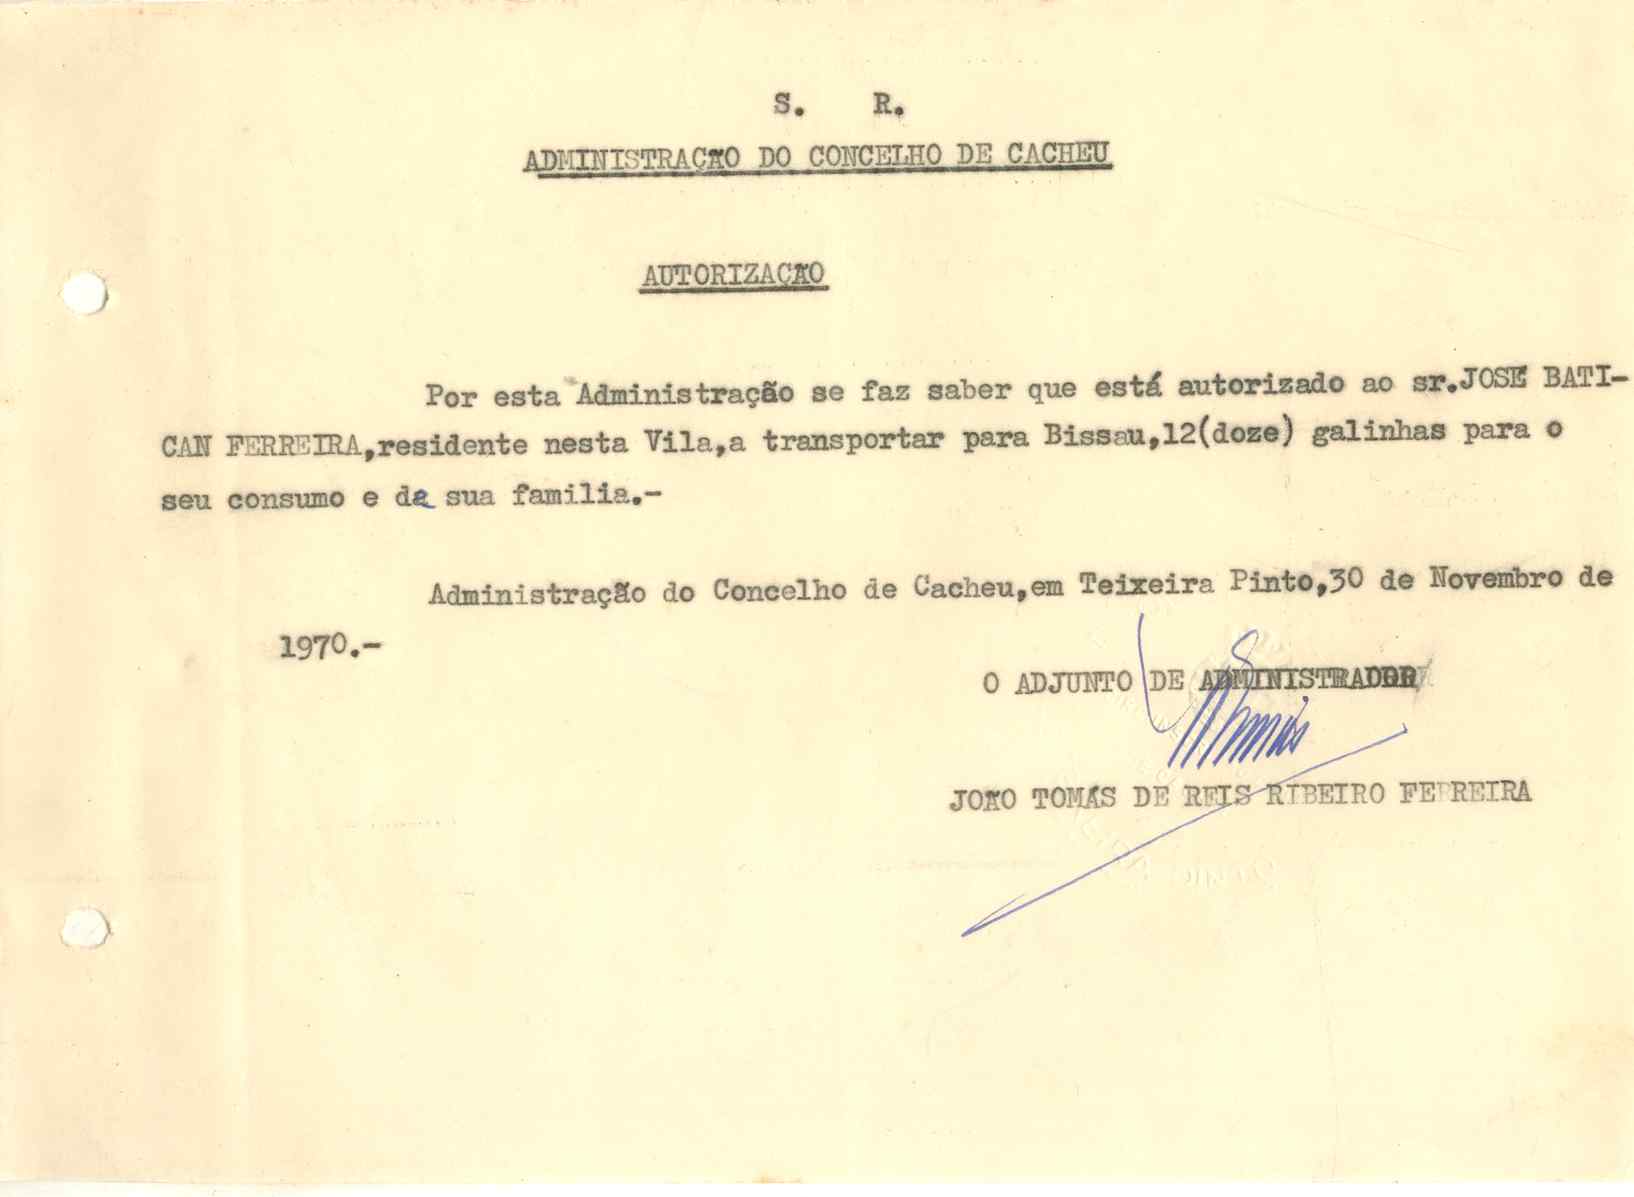 S. R.
ADMINISTRAÇÃO DO CONCELHO DE CACHEU
AUTORIZAÇÃO
Por esta Administração se faz saber que está autorizado ao sr.JOSÉ BATI-
CAN FERREIRA,residente nesta Vila,a transportar para Bissau,12(doze) galinhas para o
seu consumo e da sua familia.-
Administração do Concelho de Cacheu,em Teixeira Pinto,30 de Novembro de
1970.-
O ADJUNTO DE ADMINISTRADOR
JOÃO TOMÁS DE REIS RIBEIRO FERREIRA